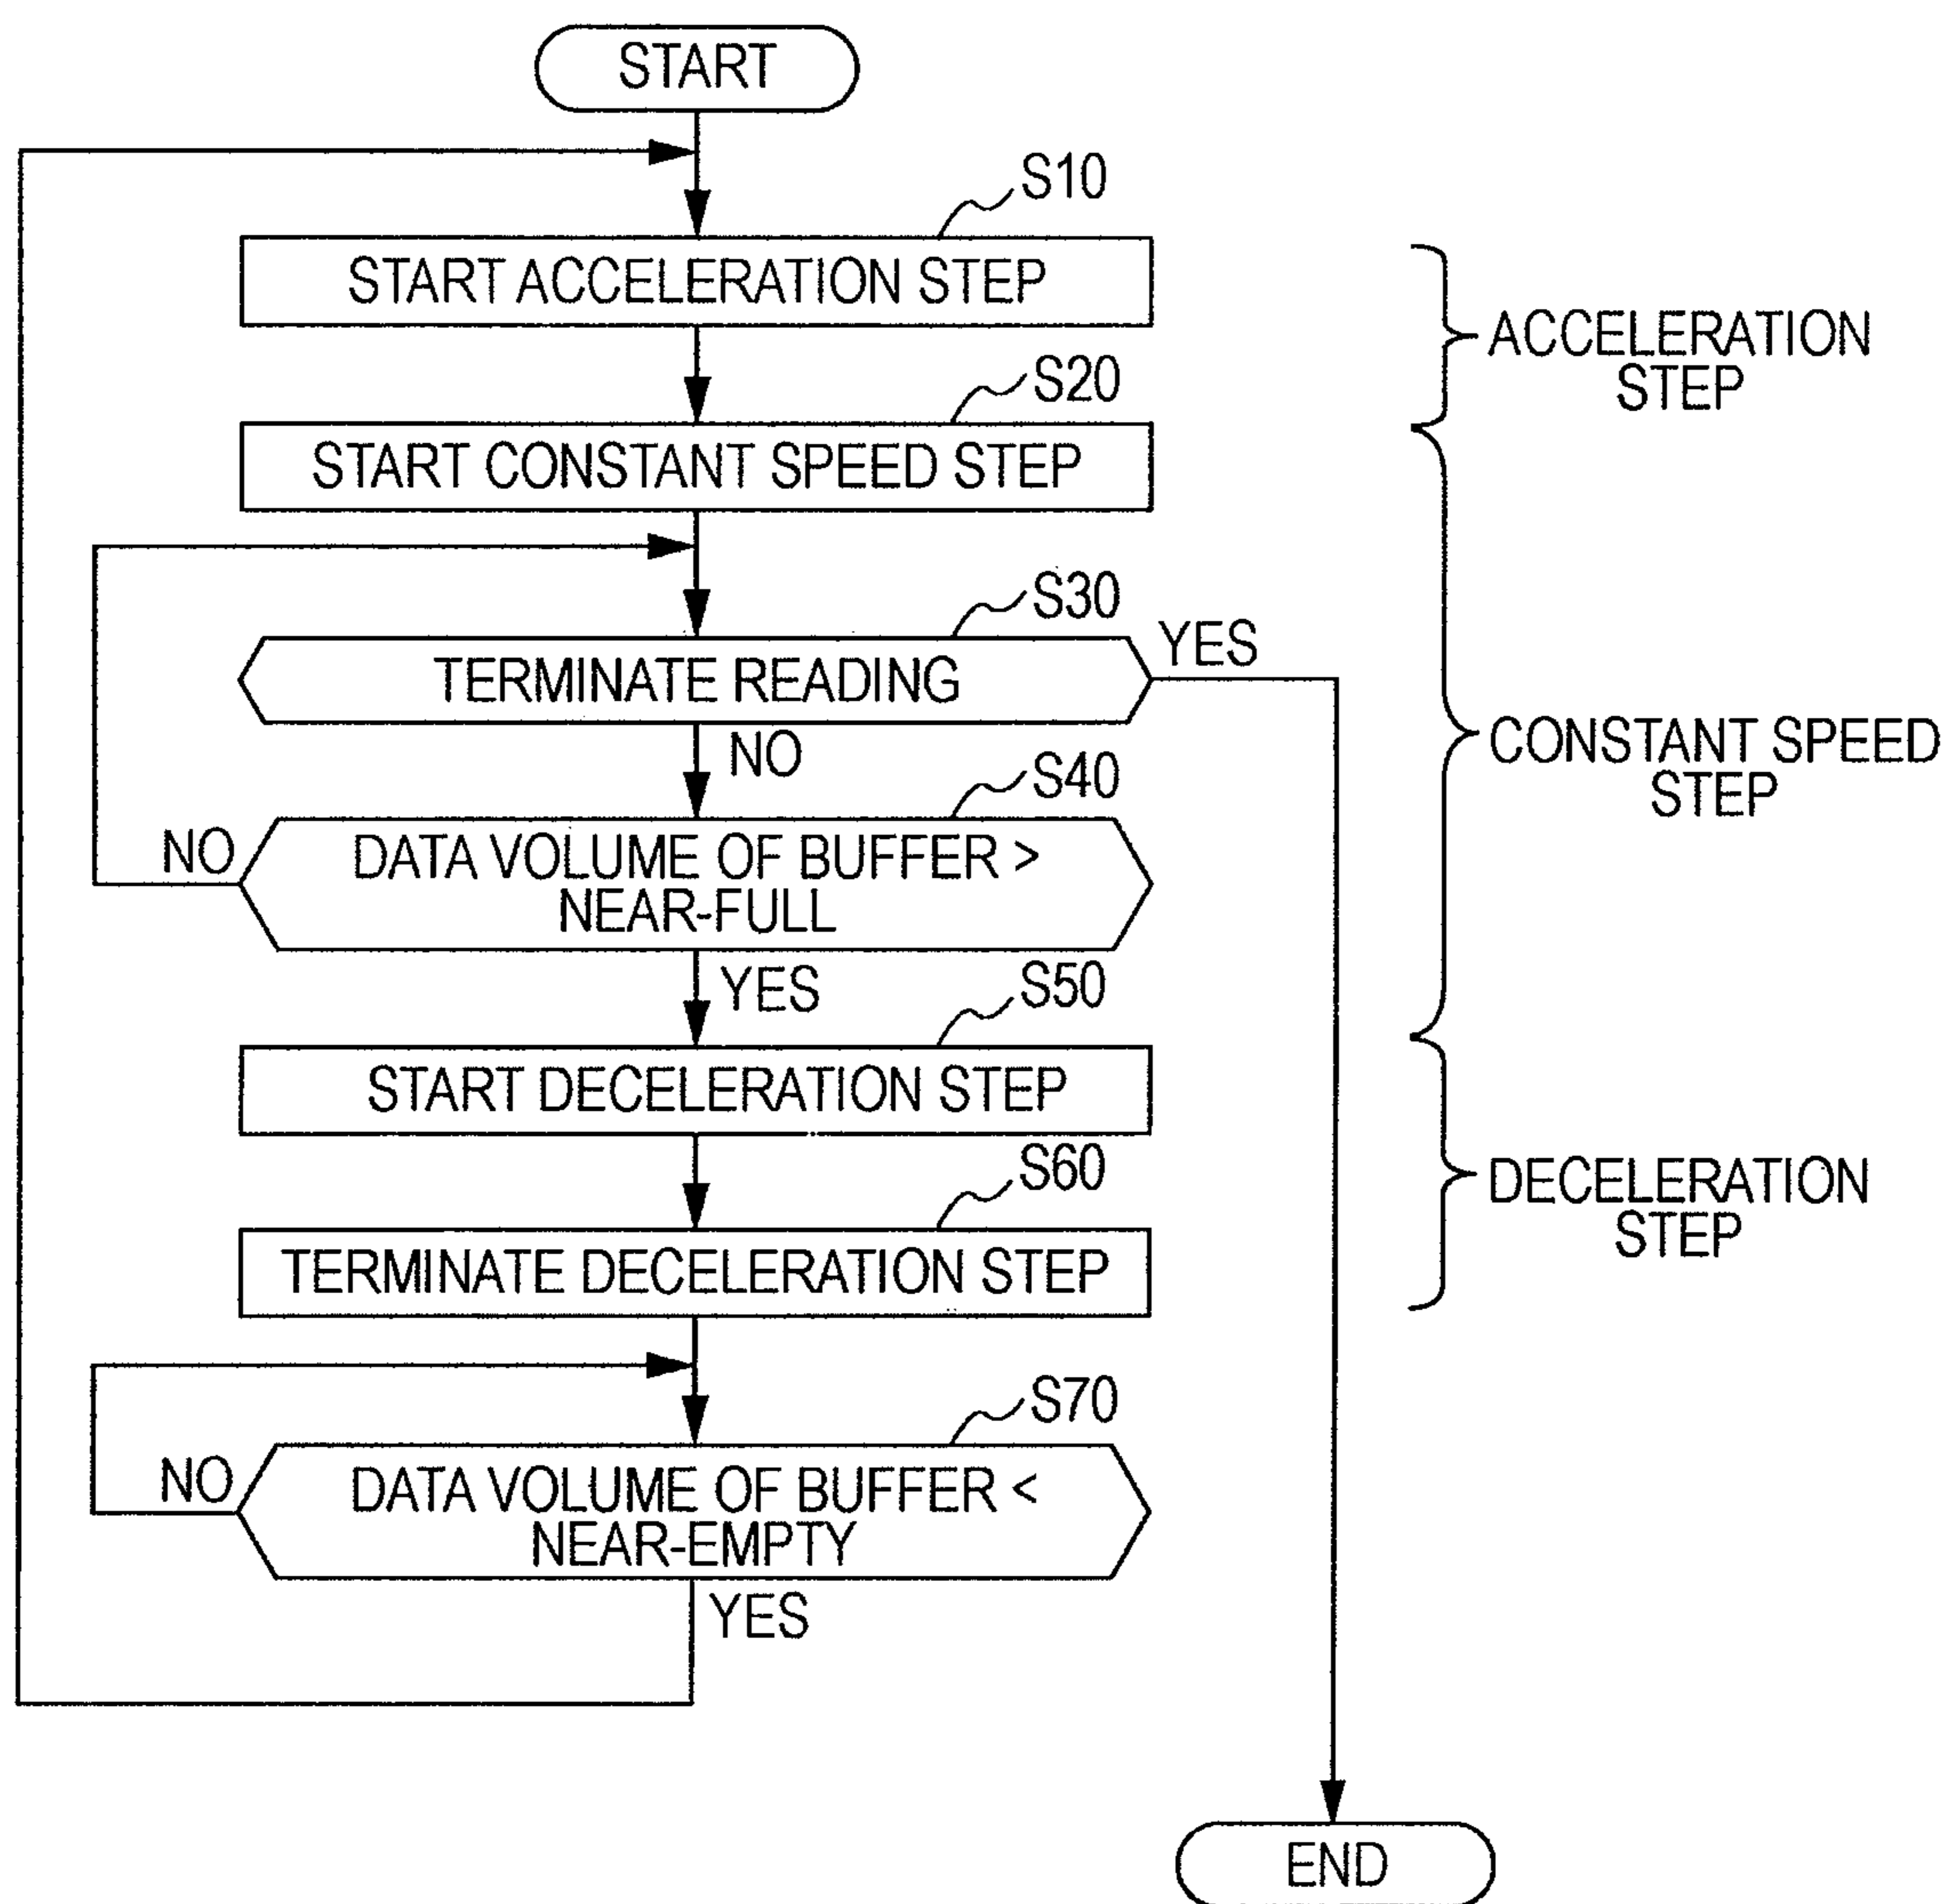 START
S10
START ACCELERATION STEP
ACCELERATION
STEP
S20
START CONSTANT SPEED STEP
S30
TERMINATE READING
YES
NO
CONSTANT SPEED
STEP
S40
NO
DATA VOLUME OF BUFFER >
NEAR-FULL
YES
S50
START DECELERATION STEP
S60
DECELERATION
STEP
TERMINATE DECELERATION STEP
S70
NO
DATA VOLUME OF BUFFER <
NEAR-EMPTY
YES
END